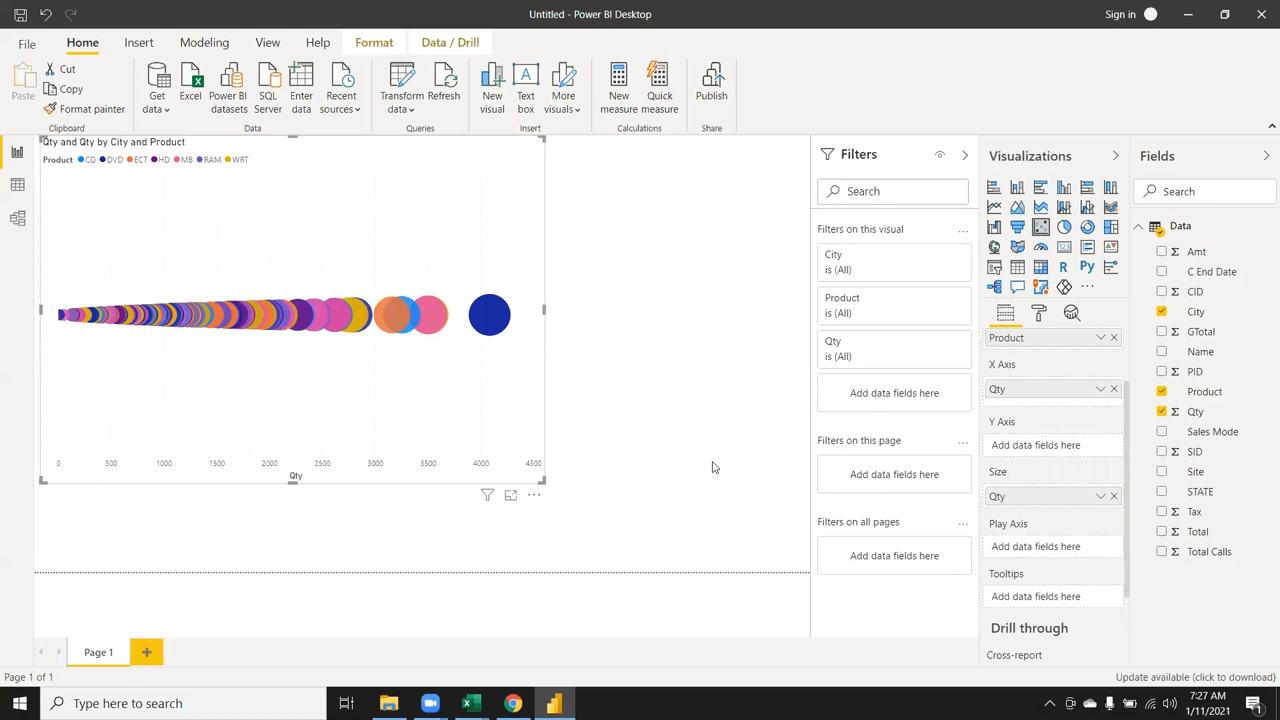 Untitled - Power BI Desktop
Sign in
File
Home
Insert
Modeling
View
Help
Format
Data / Drill
Paste
Cut
Copy
Format painter
Clipboard
Get data
Excel
Power BI datasets
SQL Server
Enter data
Recent sources
Data
Transform data
Refresh
Queries
New visual
Text box
More visuals
Insert
New measure
Quick measure
Calculations
Publish
Share
Qty and Qty by City and Product
Product CD DVD ECT HD MB RAM WRT
0 500 1000 1500 2000 2500 3000 3500 4000 4500
Qty
Filters
Search
Filters on this visual
City
is (All)
Product
is (All)
Qty
is (All)
Add data fields here
Filters on this page
Add data fields here
Filters on all pages
Add data fields here
Visualizations
R
Py
Product
X Axis
Qty
Y Axis
Add data fields here
Size
Qty
Play Axis
Add data fields here
Tooltips
Add data fields here
Drill through
Cross-report
Fields
Search
Data
Amt
C End Date
CID
City
GTotal
Name
PID
Product
Qty
Sales Mode
SID
Site
STATE
Tax
Total
Total Calls
Page 1
Page 1 of 1
Update available (click to download)
Type here to search
7:27 AM
1/11/2021